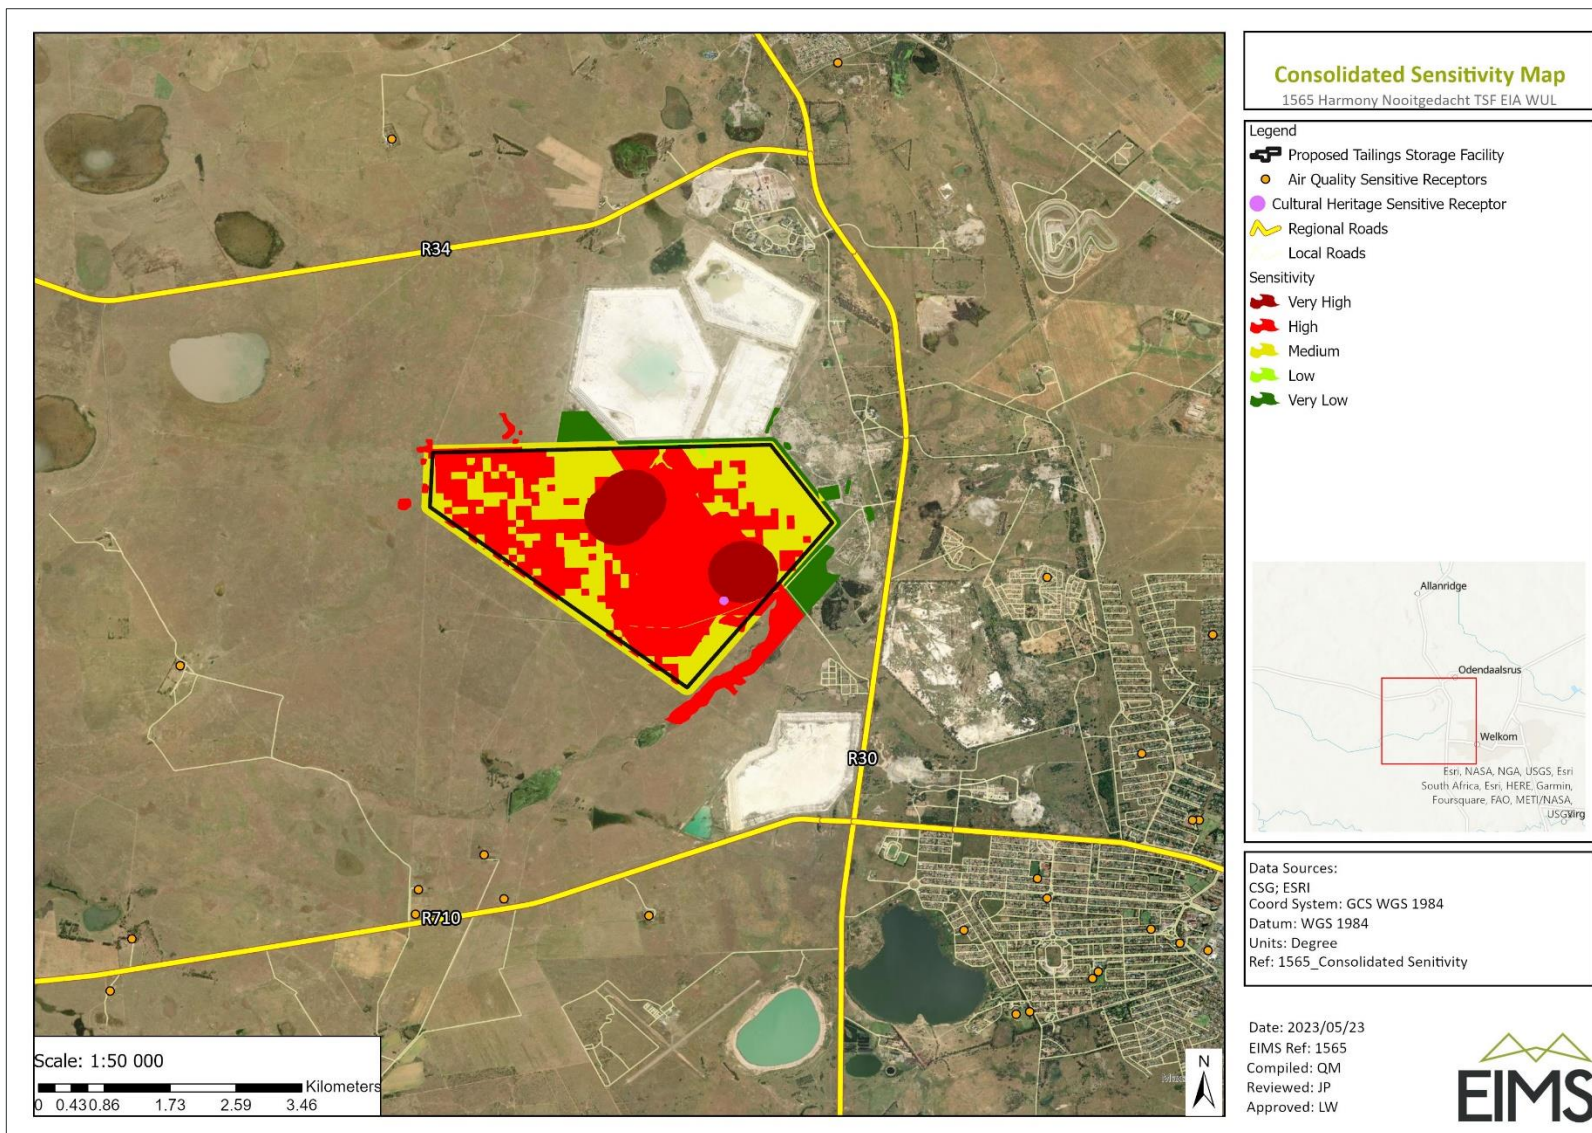 Consolidated Sensitivity Map
1565 Harmony Nooitgedacht TSF EIA WUL
Legend
Proposed Tailings Storage Facility
Air Quality Sensitive Receptors
Cultural Heritage Sensitive Receptor
Regional Roads
Local Roads
Sensitivity
Very High
High
Medium
Low
Very Low
R34
R30
R710
Allanridge
Odendaalsrus
Welkom
Esri, NASA, NGA, USGS, Esri
South Africa, Esri, HERE, Garmin,
Foursquare, FAO, METI/NASA,
USGS
Virg
Data Sources:
CSG; ESRI
Coord System: GCS WGS 1984
Datum: WGS 1984
Units: Degree
Ref: 1565_Consolidated Senitivity
Scale: 1:50 000
Kilometers
0 0.43 0.86 1.73 2.59 3.46
N
Date: 2023/05/23
EIMS Ref: 1565
Compiled: QM
Reviewed: JP
Approved: LW
EIMS